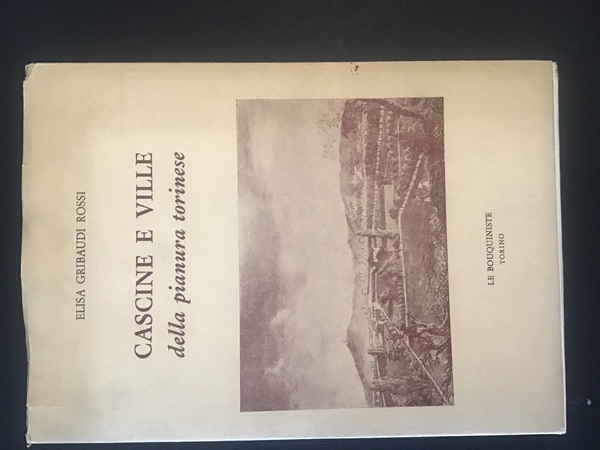 ELISA GRIBAUDI ROSSI
CASCINE E VILLE
della pianura torinese
LE BOUQUINISTE
TORINO